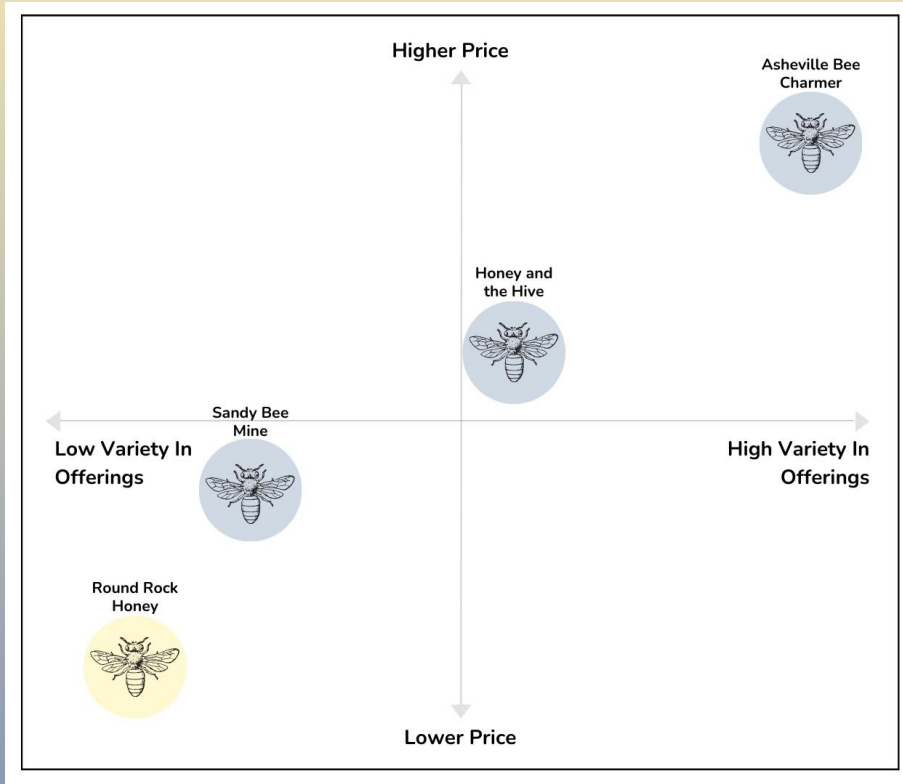 Higher Price
Asheville Bee
Charmer
Honey and
the Hive
Sandy Bee
Mine
Low Variety In
Offerings
High Variety In
Offerings
Round Rock
Honey
Lower Price